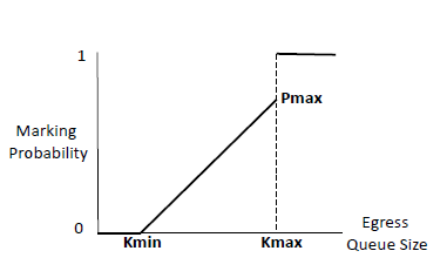 1
Pmax
Marking
Probability
0
Kmin
Kmax
Egress
Queue Size